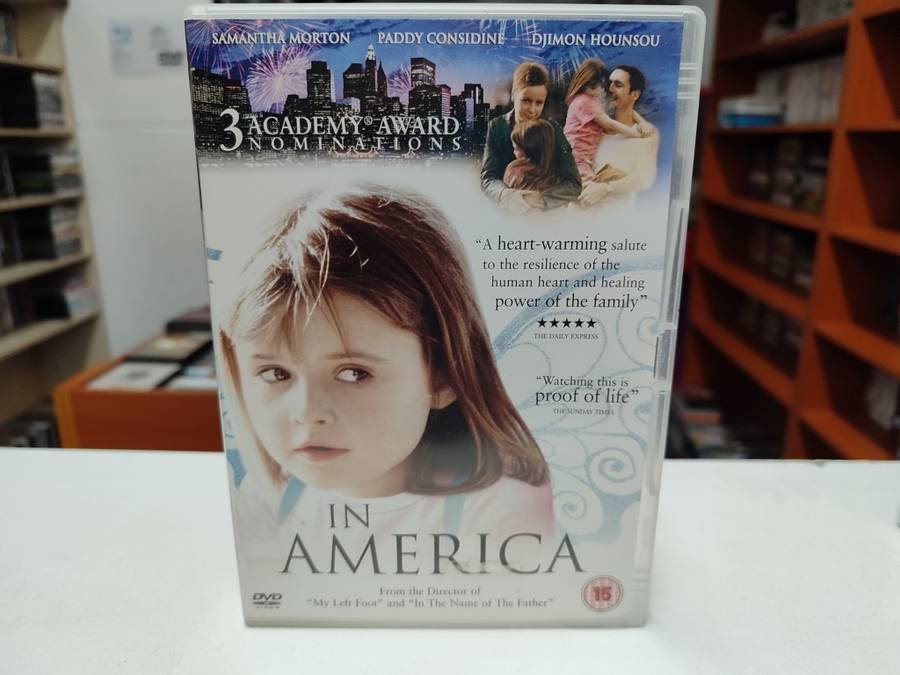 SAMANTHA MORTON PADDY CONSIDINE DJIMON HOUNSOU
3 ACADEMY® AWARD
NOMINATIONS
“A heart-warming salute
to the resilience of the
human heart and healing
power of the family”
★★★★★
THE DAILY EXPRESS
“Watching this is
proof of life”
THE SUNDAY TIMES
IN
AMERICA
From the Director of
“My Left Foot” and “In The Name of The Father”
DVD
VIDEO
15